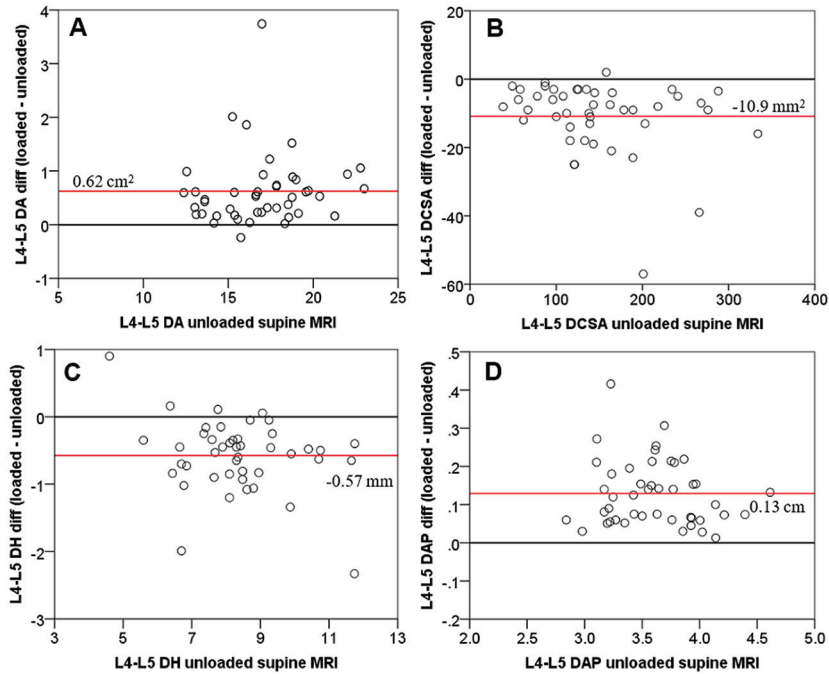 A
L4-L5 DA diff (loaded - unloaded)
4
3
2
1
0
-1
0.62 cm²
5 10 15 20 25
L4-L5 DA unloaded supine MRI
B
L4-L5 DCSA diff (loaded - unloaded)
20
0
-20
-40
-60
-10.9 mm²
0 100 200 300 400
L4-L5 DCSA unloaded supine MRI
C
L4-L5 DH diff (loaded - unloaded)
1
0
-1
-2
-3
-0.57 mm
3 5 7 9 11 13
L4-L5 DH unloaded supine MRI
D
L4-L5 DAP diff (loaded - unloaded)
.5
.4
.3
.2
.1
.0
-.1
-.2
0.13 cm
2.0 2.5 3.0 3.5 4.0 4.5 5.0
L4-L5 DAP unloaded supine MRI